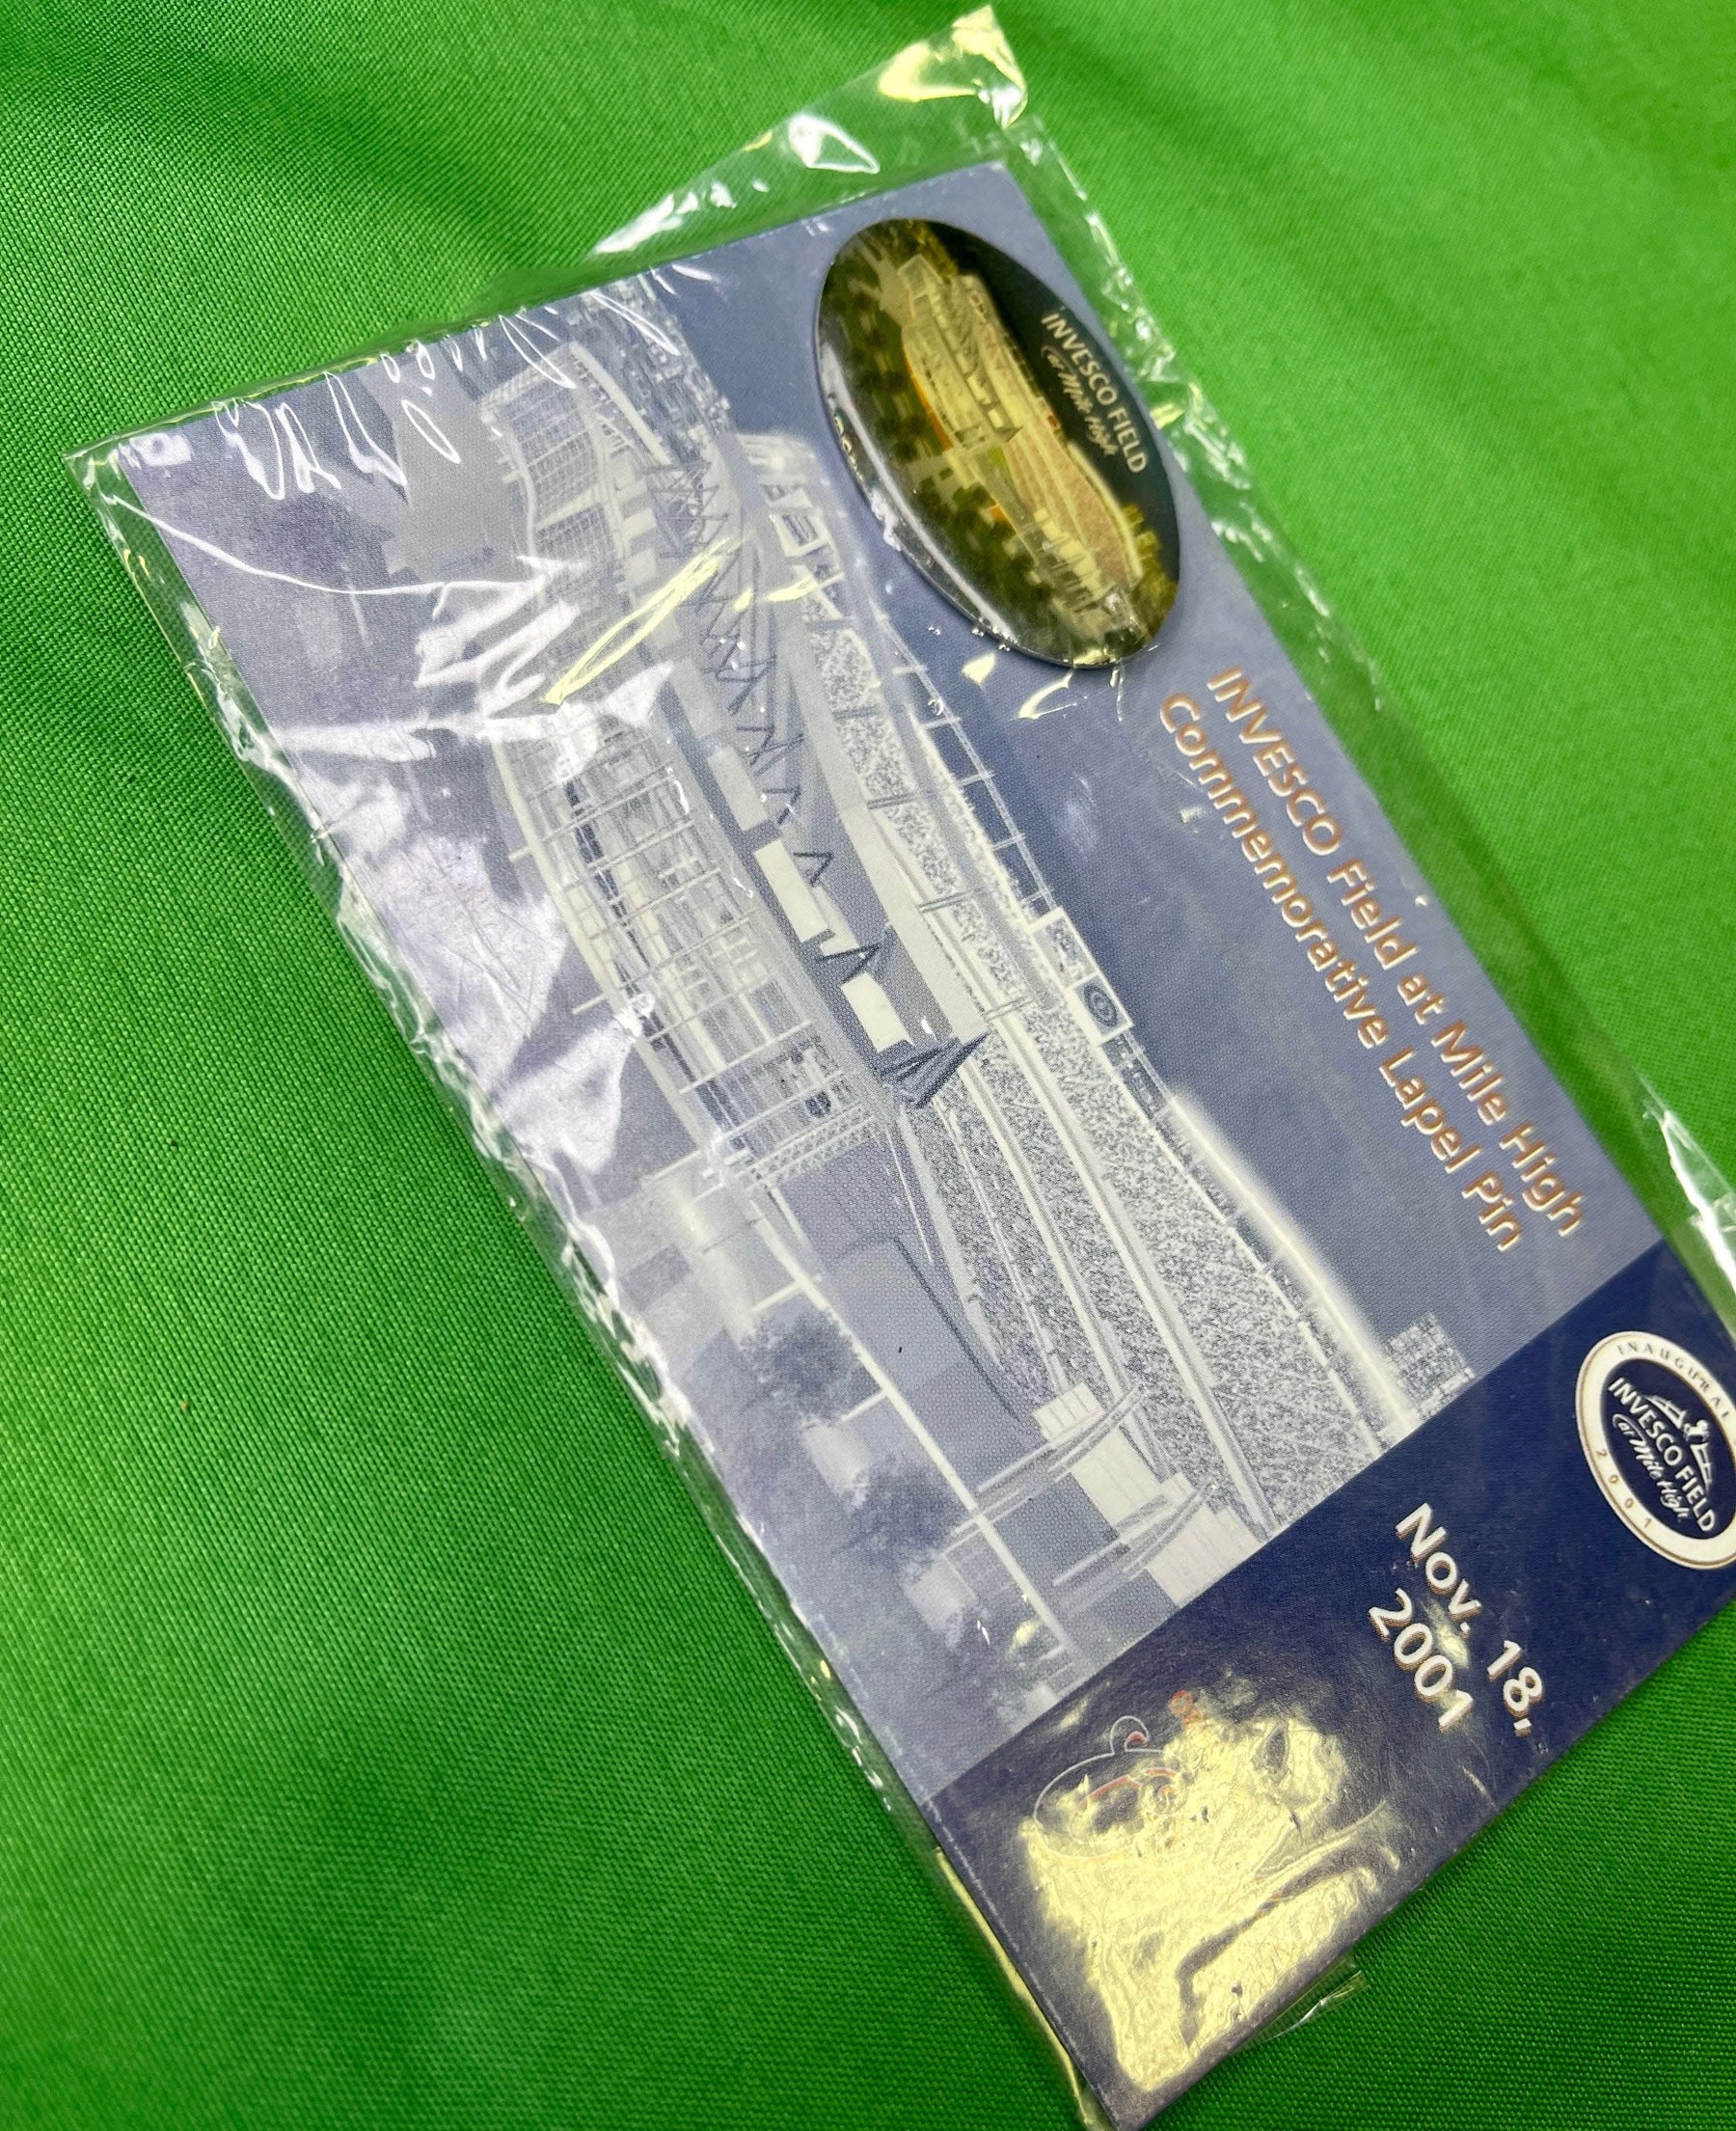 INVESCO FIELD
at Mile High
INVESCO Field at Mile High
Commemorative Lapel Pin
INAUGURAL
INVESCO FIELD
at Mile High
2001
Nov. 18,
2001